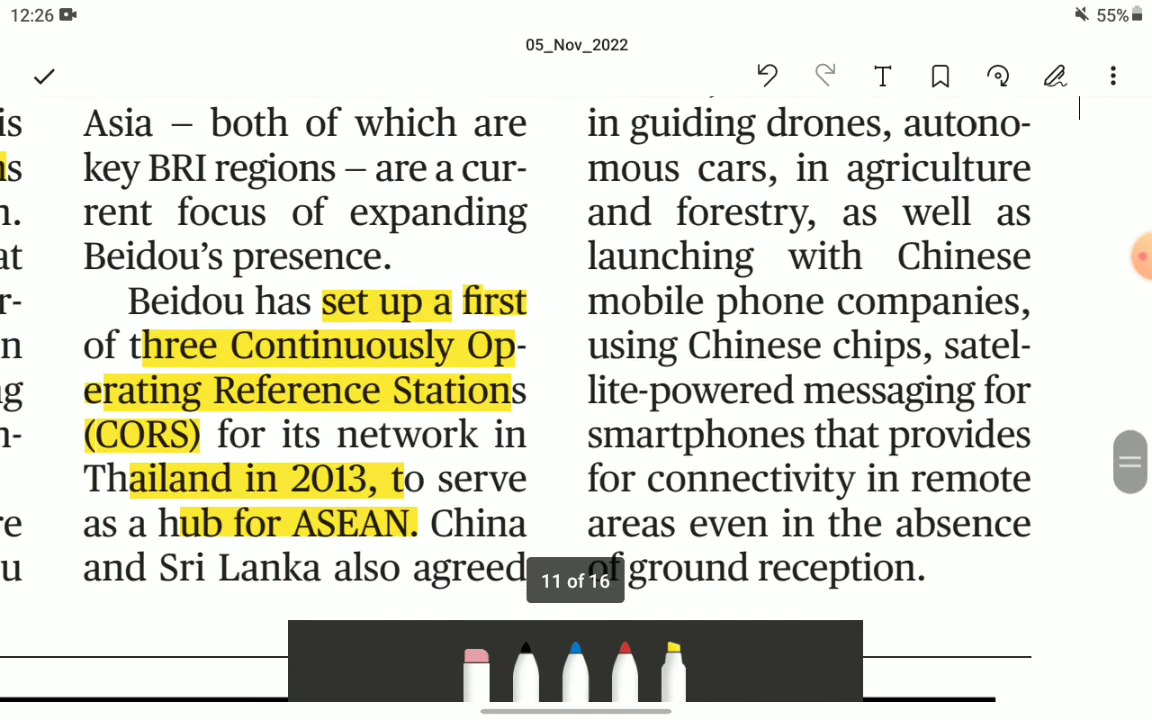 12:26
55%
05_Nov_2022
is
s
n.
at
r-
n
g
n-
re
u
Asia – both of which are
key BRI regions – are a cur-
rent focus of expanding
Beidou’s presence.
Beidou has set up a first
of three Continuously Op-
erating Reference Stations
(CORS) for its network in
Thailand in 2013, to serve
as a hub for ASEAN. China
and Sri Lanka also agreed
in guiding drones, autono-
mous cars, in agriculture
and forestry, as well as
launching with Chinese
mobile phone companies,
using Chinese chips, satel-
lite-powered messaging for
smartphones that provides
for connectivity in remote
areas even in the absence
of ground reception.
11 of 16